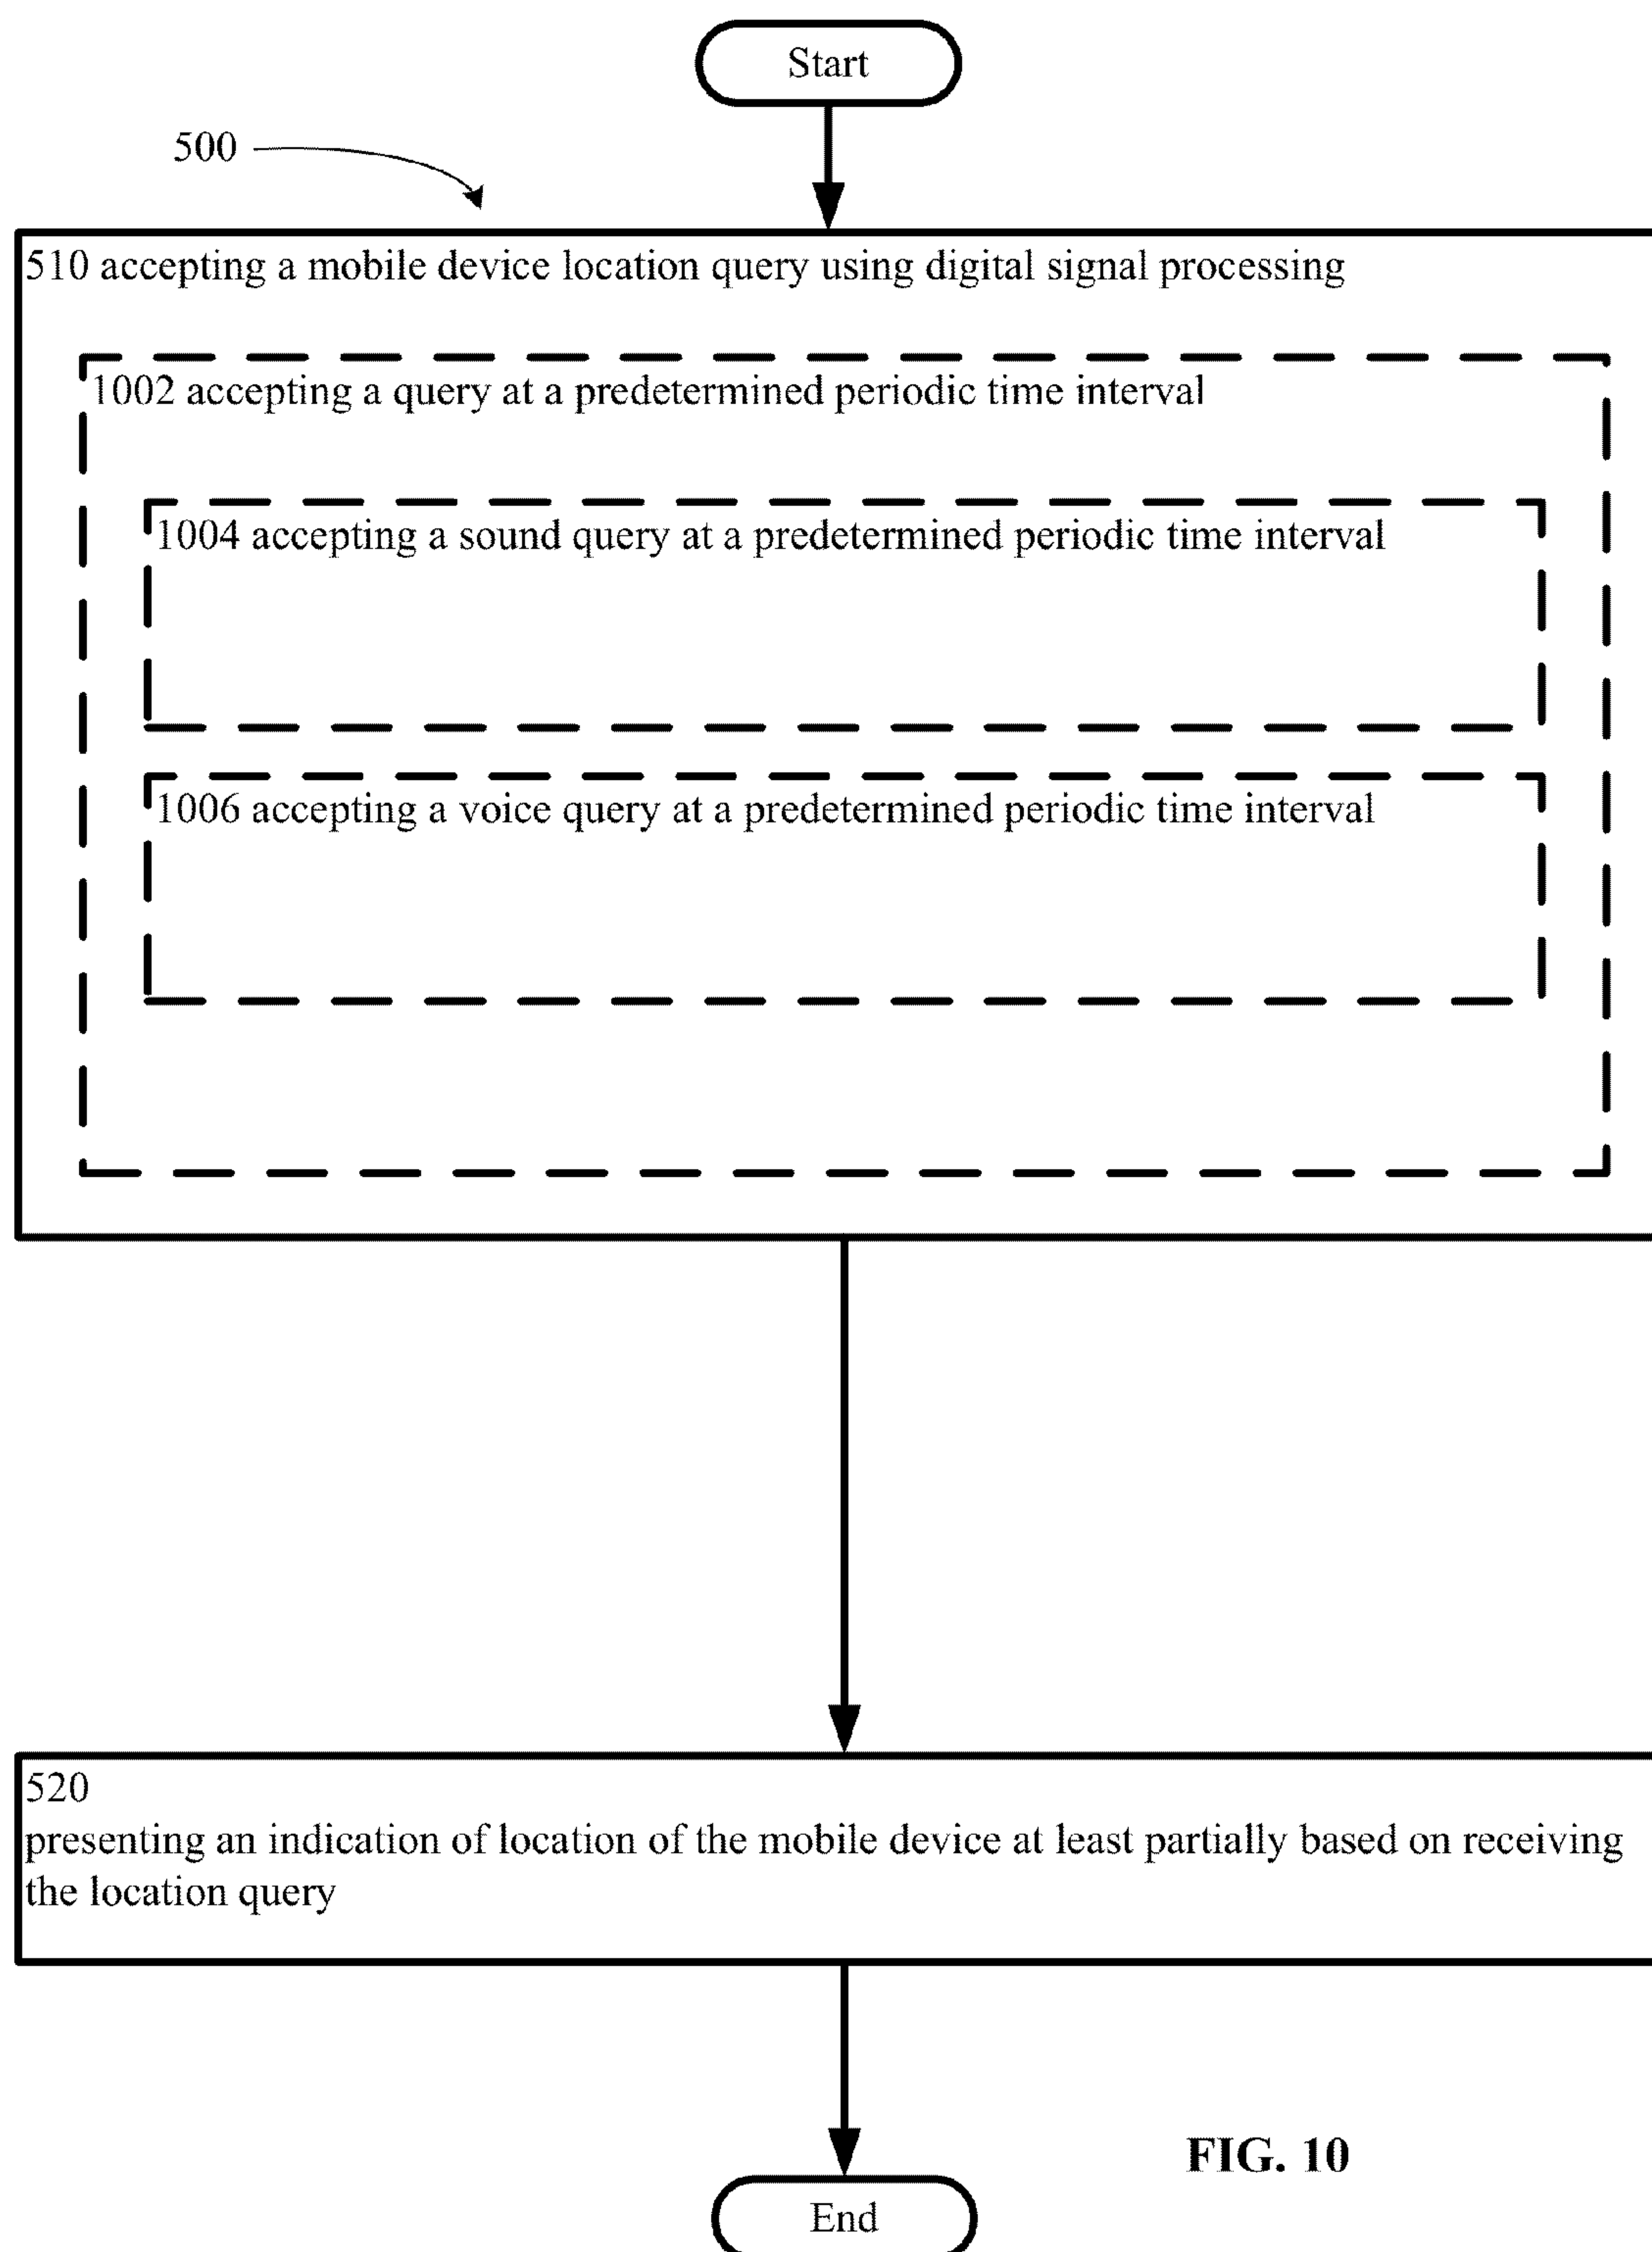 Start
500
510 accepting a mobile device location query using digital signal processing
1002 accepting a query at a predetermined periodic time interval
1004 accepting a sound query at a predetermined periodic time interval
1006 accepting a voice query at a predetermined periodic time interval
520
presenting an indication of location of the mobile device at least partially based on receiving
the location query
FIG. 10
End